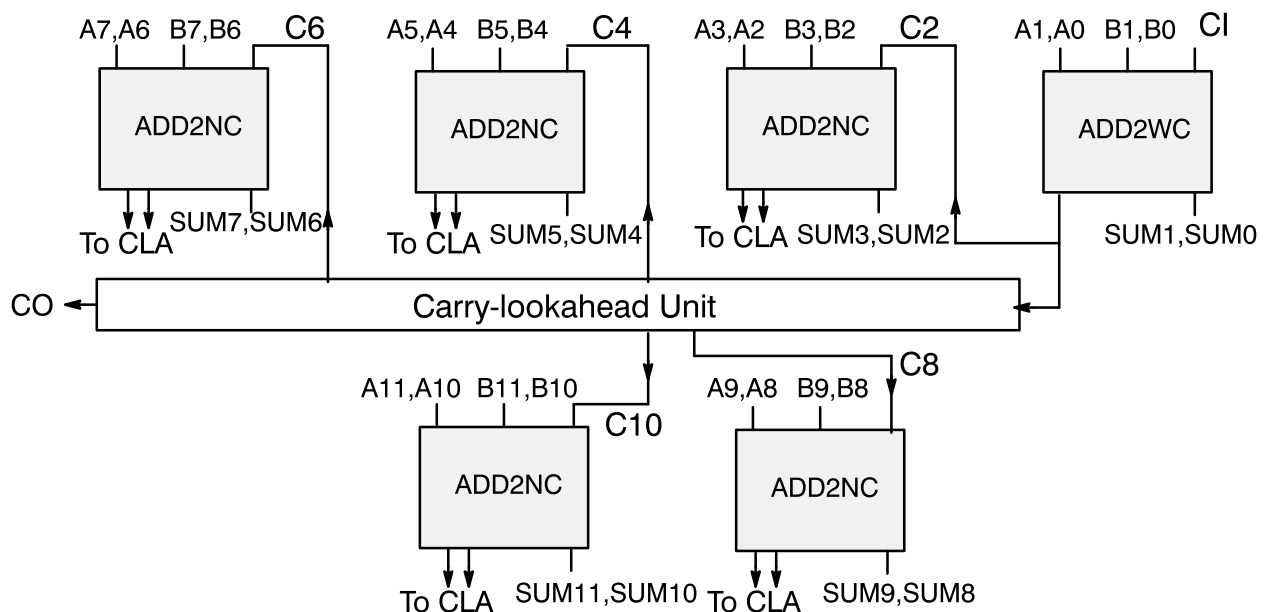 A7,A6 B7,B6 C6 A5,A4 B5,B4 C4 A3,A2 B3,B2 C2 A1,A0 B1,B0 CI
ADD2NC ADD2NC ADD2NC ADD2WC
To CLA SUM7,SUM6 To CLA SUM5,SUM4 To CLA SUM3,SUM2 SUM1,SUM0
CO Carry-lookahead Unit
C8
A11,A10 B11,B10 A9,A8 B9,B8
C10
ADD2NC ADD2NC
To CLA SUM11,SUM10 To CLA SUM9,SUM8